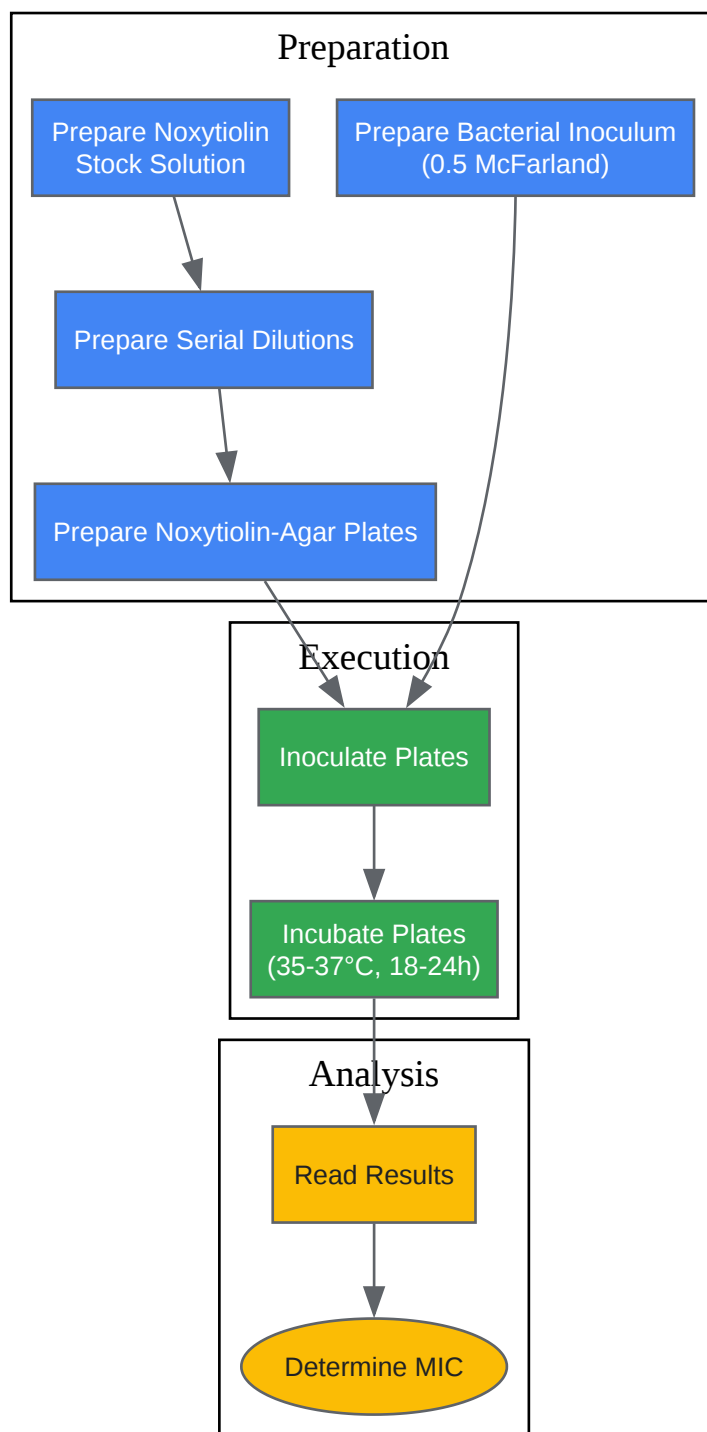 Preparation
Prepare Noxytiolin
Stock Solution
Prepare Bacterial Inoculum
(0.5 McFarland)
Prepare Serial Dilutions
Prepare Noxytiolin-Agar Plates
Execution
Inoculate Plates
Incubate Plates
(35-37°C, 18-24h)
Analysis
Read Results
Determine MIC